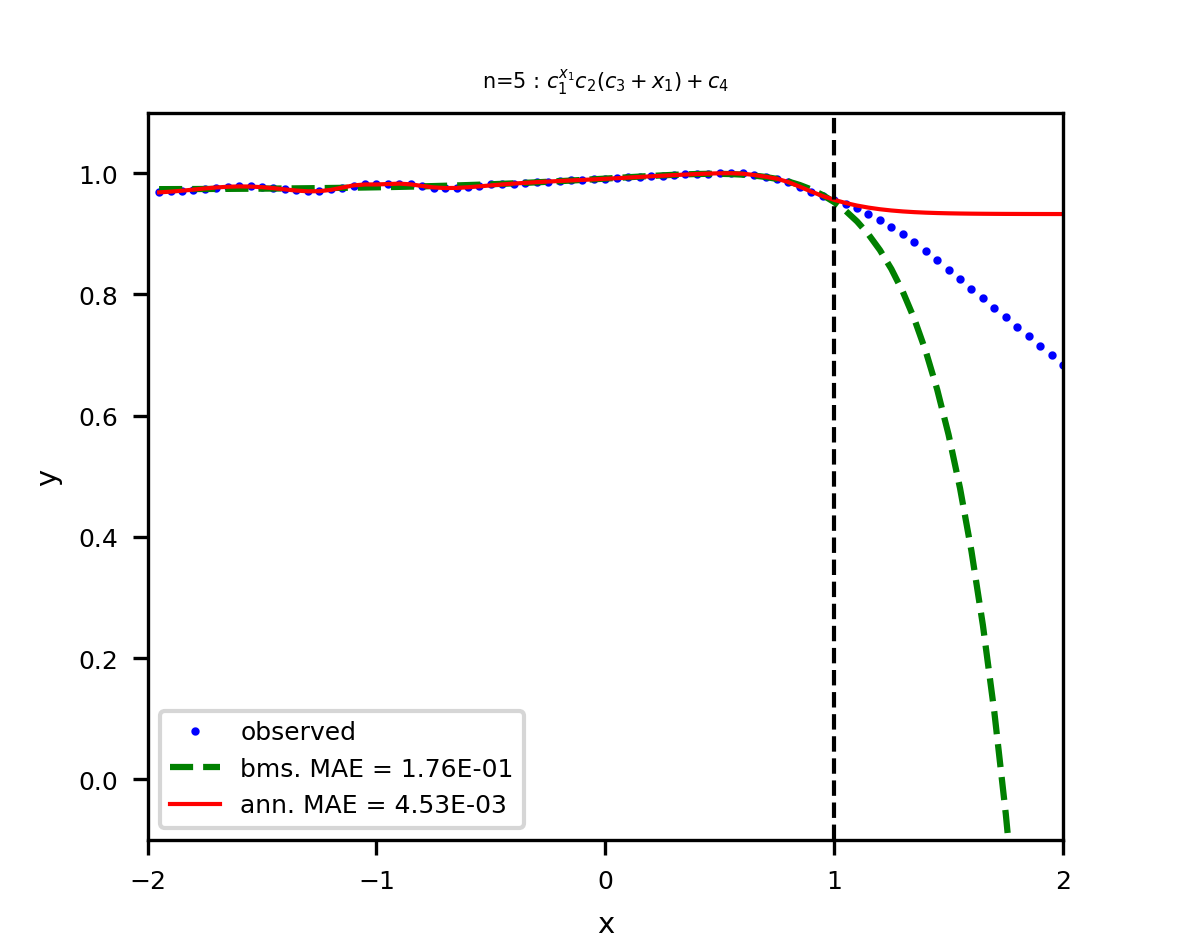 n=5 : $c_1^{x_1}c_2(c_3 + x_1) + c_4$
1.0
0.8
0.6
0.4
0.2
0.0
y
observed
bms. MAE = 1.76E-01
ann. MAE = 4.53E-03
−2 −1 0 1 2
x